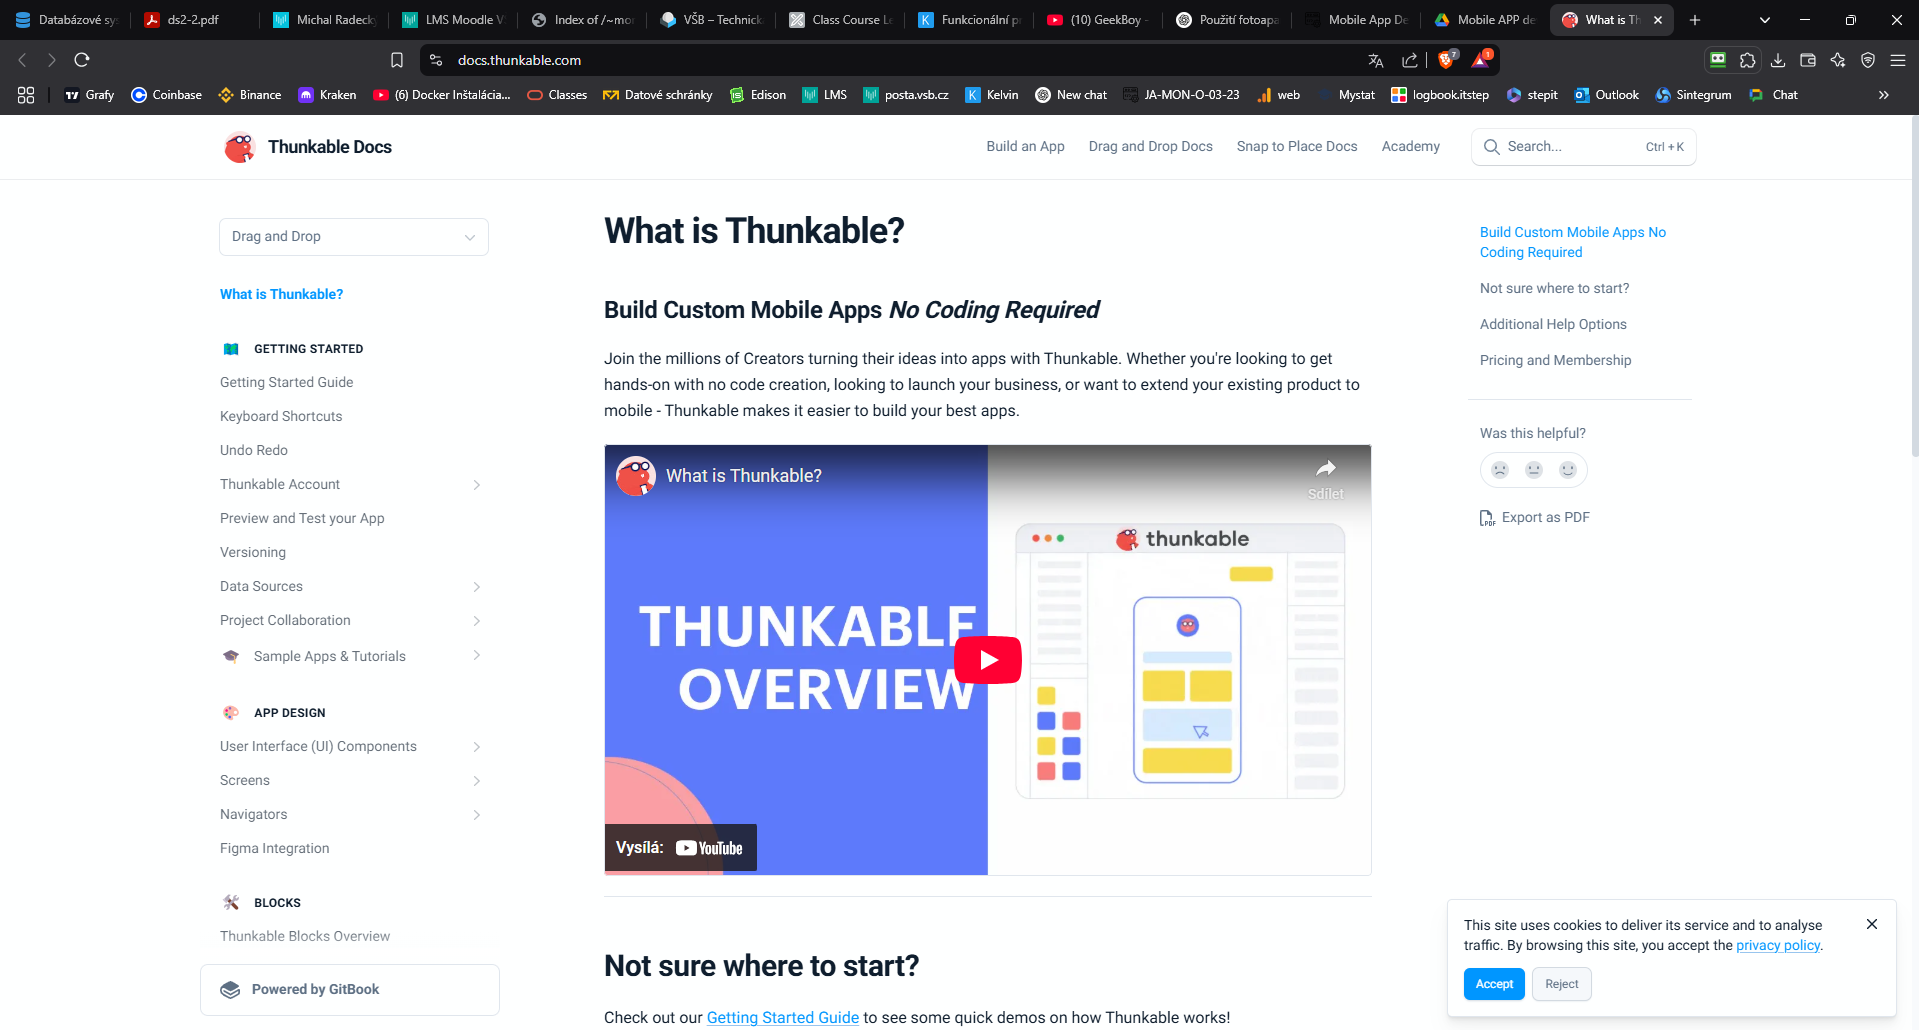 Databázové sy
ds2-2.pdf
Michal Radeck
LMS Moodle V
Index of /~mo
VŠB – Technick
Class Course L
Funkcionální p
(10) GeekBoy -
Použití fotoapa
Mobile App De
Mobile APP de
What is Th
docs.thunkable.com
7
1
Grafy
Coinbase
Binance
Kraken
(6) Docker Inštalácia...
Classes
Datové schránky
Edison
LMS
posta.vsb.cz
Kelvin
New chat
JA-MON-O-03-23
web
Mystat
logbook.itstep
stepit
Outlook
Sintegrum
Chat
Thunkable Docs
Build an App
Drag and Drop Docs
Snap to Place Docs
Academy
Search...
Ctrl + K
Drag and Drop
What is Thunkable?
GETTING STARTED
Getting Started Guide
Keyboard Shortcuts
Undo Redo
Thunkable Account
Preview and Test your App
Versioning
Data Sources
Project Collaboration
Sample Apps & Tutorials
APP DESIGN
User Interface (UI) Components
Screens
Navigators
Figma Integration
BLOCKS
Thunkable Blocks Overview
Powered by GitBook
What is Thunkable?
Build Custom Mobile Apps No Coding Required
Join the millions of Creators turning their ideas into apps with Thunkable. Whether you're looking to get
hands-on with no code creation, looking to launch your business, or want to extend your existing product to
mobile - Thunkable makes it easier to build your best apps.
What is Thunkable?
Sdílet
thunkable
THUNKABLE
OVERVIEW
Vysílá: YouTube
Not sure where to start?
Check out our Getting Started Guide to see some quick demos on how Thunkable works!
Build Custom Mobile Apps No
Coding Required
Not sure where to start?
Additional Help Options
Pricing and Membership
Was this helpful?
PDF
Export as PDF
This site uses cookies to deliver its service and to analyse
traffic. By browsing this site, you accept the privacy policy.
Accept
Reject